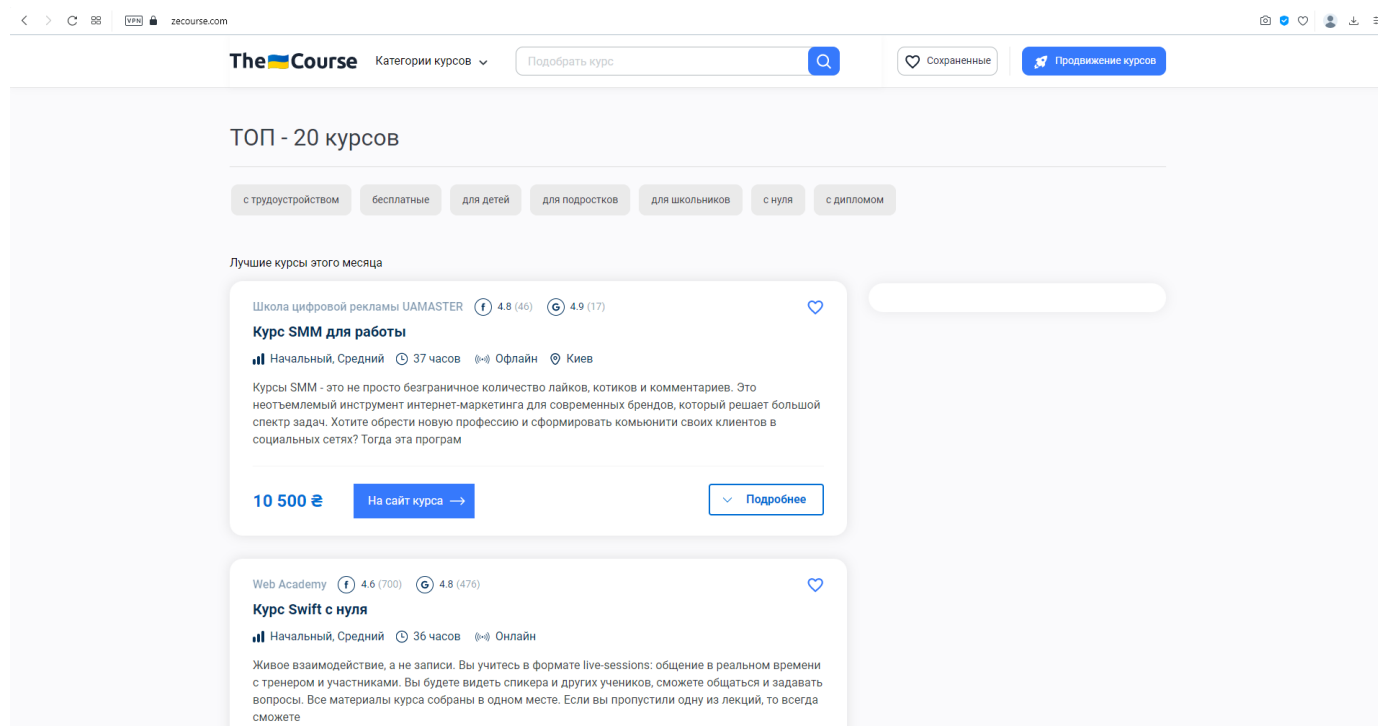 VPN zecourse.com
The Course Категории курсов Подобрать курс Сохраненные Продвижение курсов
ТОП - 20 курсов
с трудоустройством бесплатные для детей для подростков для школьников с нуля с дипломом
Лучшие курсы этого месяца
Школа цифровой рекламы UAMASTER f 4.8 (46) G 4.9 (17)
Курс SMM для работы
Начальный, Средний 37 часов Офлайн Киев
Курсы SMM - это не просто безграничное количество лайков, котиков и комментариев. Это
неотъемлемый инструмент интернет-маркетинга для современных брендов, который решает большой
спектр задач. Хотите обрести новую профессию и сформировать комьюнити своих клиентов в
социальных сетях? Тогда эта програм
10 500 ₴ На сайт курса Подробнее
Web Academy f 4.6 (700) G 4.8 (476)
Курс Swift с нуля
Начальный, Средний 36 часов Онлайн
Живое взаимодействие, а не записи. Вы учитесь в формате live-sessions: общение в реальном времени
с тренером и участниками. Вы будете видеть спикера и других учеников, сможете общаться и задавать
вопросы. Все материалы курса собраны в одном месте. Если вы пропустили одну из лекций, то всегда
сможете